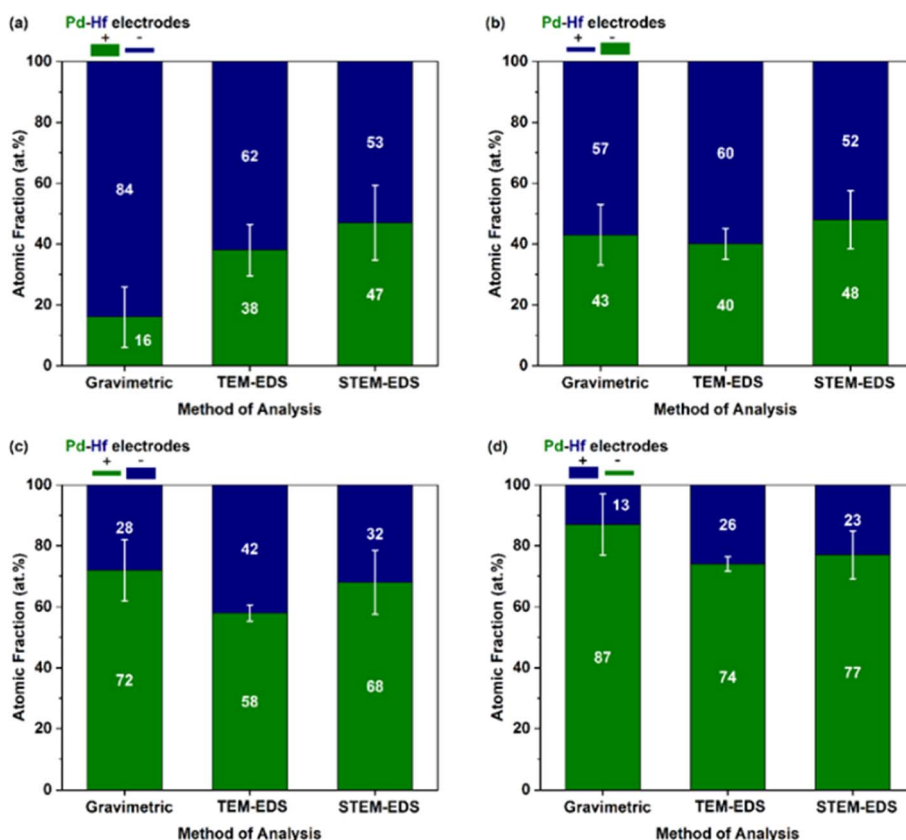 (a)
Pd-Hf electrodes
+ -
Atomic Fraction (at.%)
100
80
60
40
20
0
84
16
62
38
53
47
Gravimetric TEM-EDS STEM-EDS
Method of Analysis
(b)
Pd-Hf electrodes
+ -
Atomic Fraction (at.%)
100
80
60
40
20
0
57
43
60
40
52
48
Gravimetric TEM-EDS STEM-EDS
Method of Analysis
(c)
Pd-Hf electrodes
+ -
Atomic Fraction (at.%)
100
80
60
40
20
0
28
72
42
58
32
68
Gravimetric TEM-EDS STEM-EDS
Method of Analysis
(d)
Pd-Hf electrodes
+ -
Atomic Fraction (at.%)
100
80
60
40
20
0
13
87
26
74
23
77
Gravimetric TEM-EDS STEM-EDS
Method of Analysis